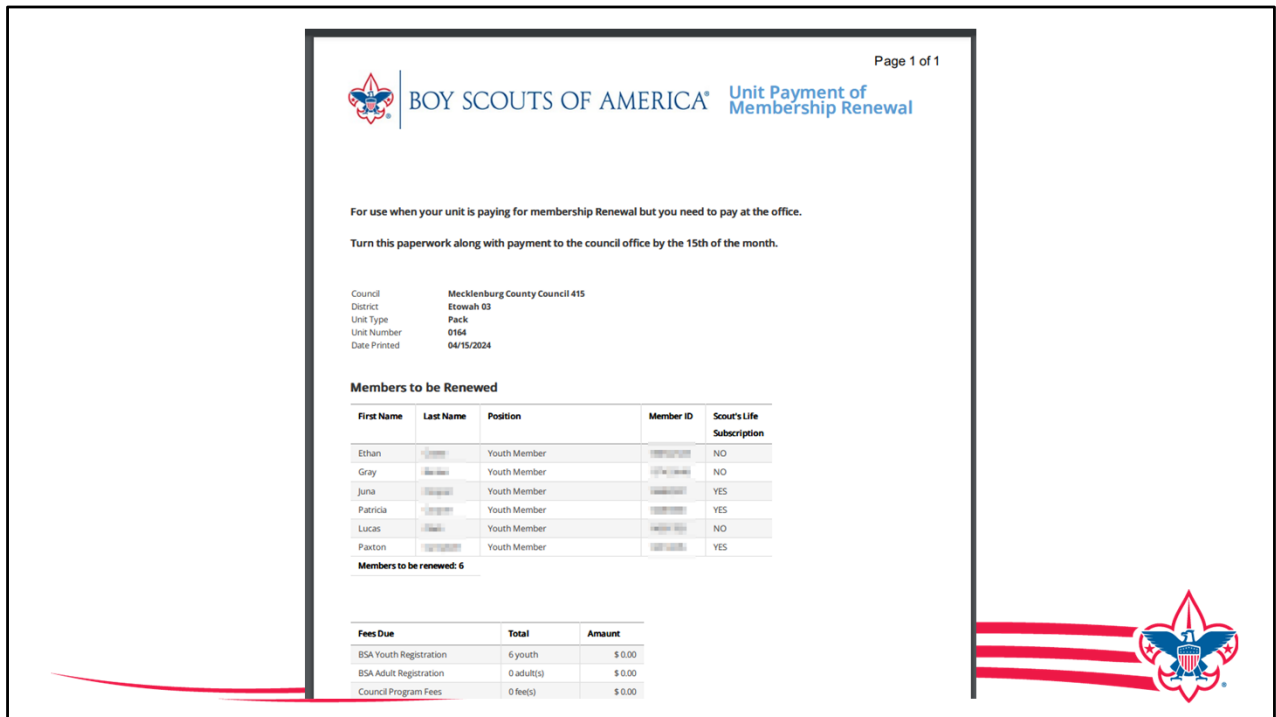 Page 1 of 1
BOY SCOUTS OF AMERICA®
Unit Payment of
Membership Renewal
For use when your unit is paying for membership Renewal but you need to pay at the office.
Turn this paperwork along with payment to the council office by the 15th of the month.
Council Mecklenburg County Council 415
District Etowah 03
Unit Type Pack
Unit Number 0164
Date Printed 04/15/2024
Members to be Renewed
First Name Last Name Position Member ID Scout's Life
Subscription
Ethan Youth Member NO
Gray Youth Member NO
Juna Youth Member YES
Patricia Youth Member YES
Lucas Youth Member NO
Paxton Youth Member YES
Members to be renewed: 6
Fees Due Total Amaunt
BSA Youth Registration 6 youth $ 0.00
BSA Adult Registration 0 adult(s) $ 0.00
Council Program Fees 0 fee(s) $ 0.00